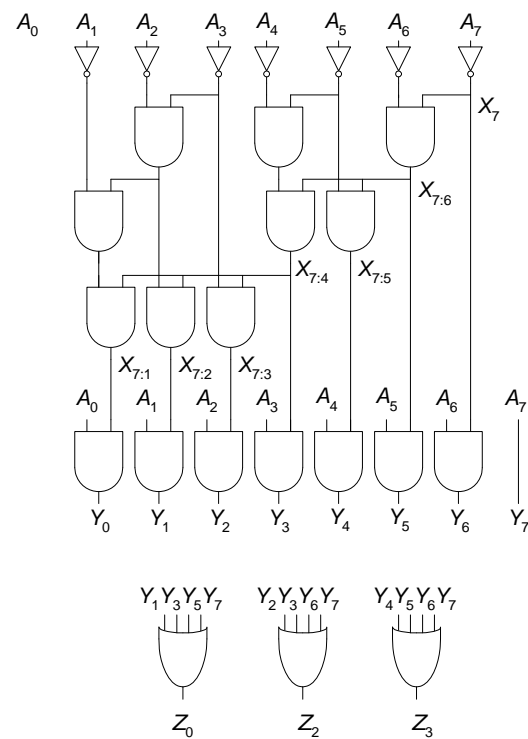 A0 A1 A2 A3 A4 A5 A6 A7
X7
X7:6
X7:4 X7:5
X7:1 X7:2 X7:3
A0 A1 A2 A3 A4 A5 A6 A7
Y0 Y1 Y2 Y3 Y4 Y5 Y6 Y7
Y1 Y3 Y5 Y7 Y2 Y3 Y6 Y7 Y4 Y5 Y6 Y7
Z0 Z2 Z3